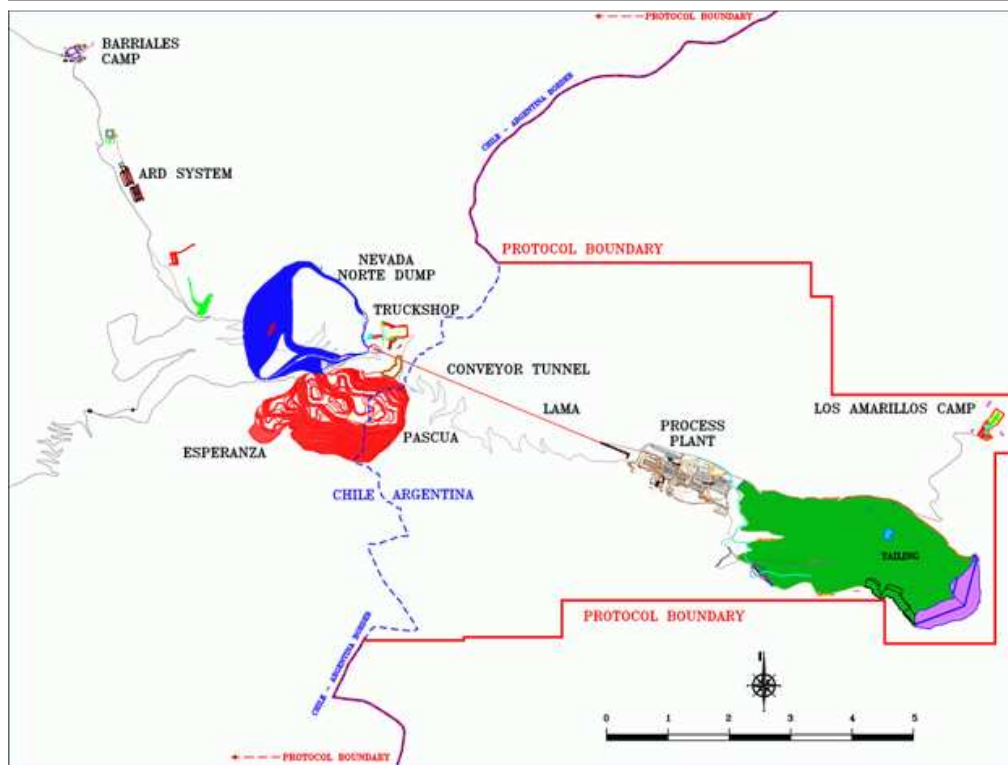 PROTOCOL BOUNDARY
BARRIALES
CAMP
CHILE - ARGENTINA BORDER
ARD SYSTEM
PROTOCOL BOUNDARY
NEVADA
NORTE DUMP
TRUCKSHOP
CONVEYOR TUNNEL
LAMA
LOS AMARILLOS CAMP
PROCESS
PLANT
PASCUA
ESPERANZA
CHILE ARGENTINA
TAILING
PROTOCOL BOUNDARY
CHILE - ARGENTINA BORDER
0 1 2 3 4 5
PROTOCOL BOUNDARY